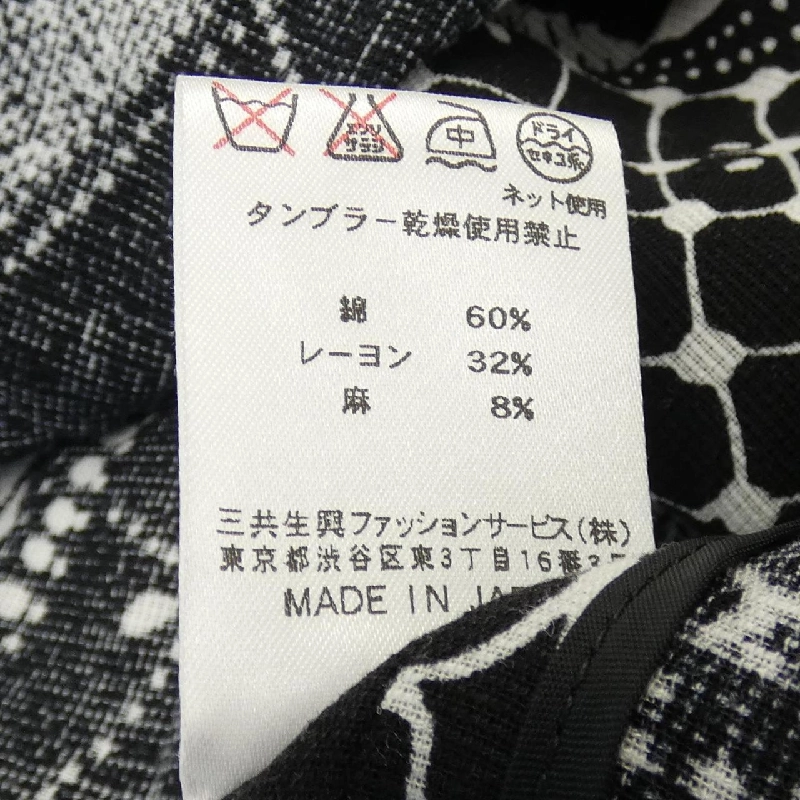 エンソ
サラシ
中
ドライ
セキユ系
ネット使用
タンブラー乾燥使用禁止
綿 60%
レーヨン 32%
麻 8%
三共生興ファッションサービス(株)
東京都渋谷区東3丁目16番3
MADE IN